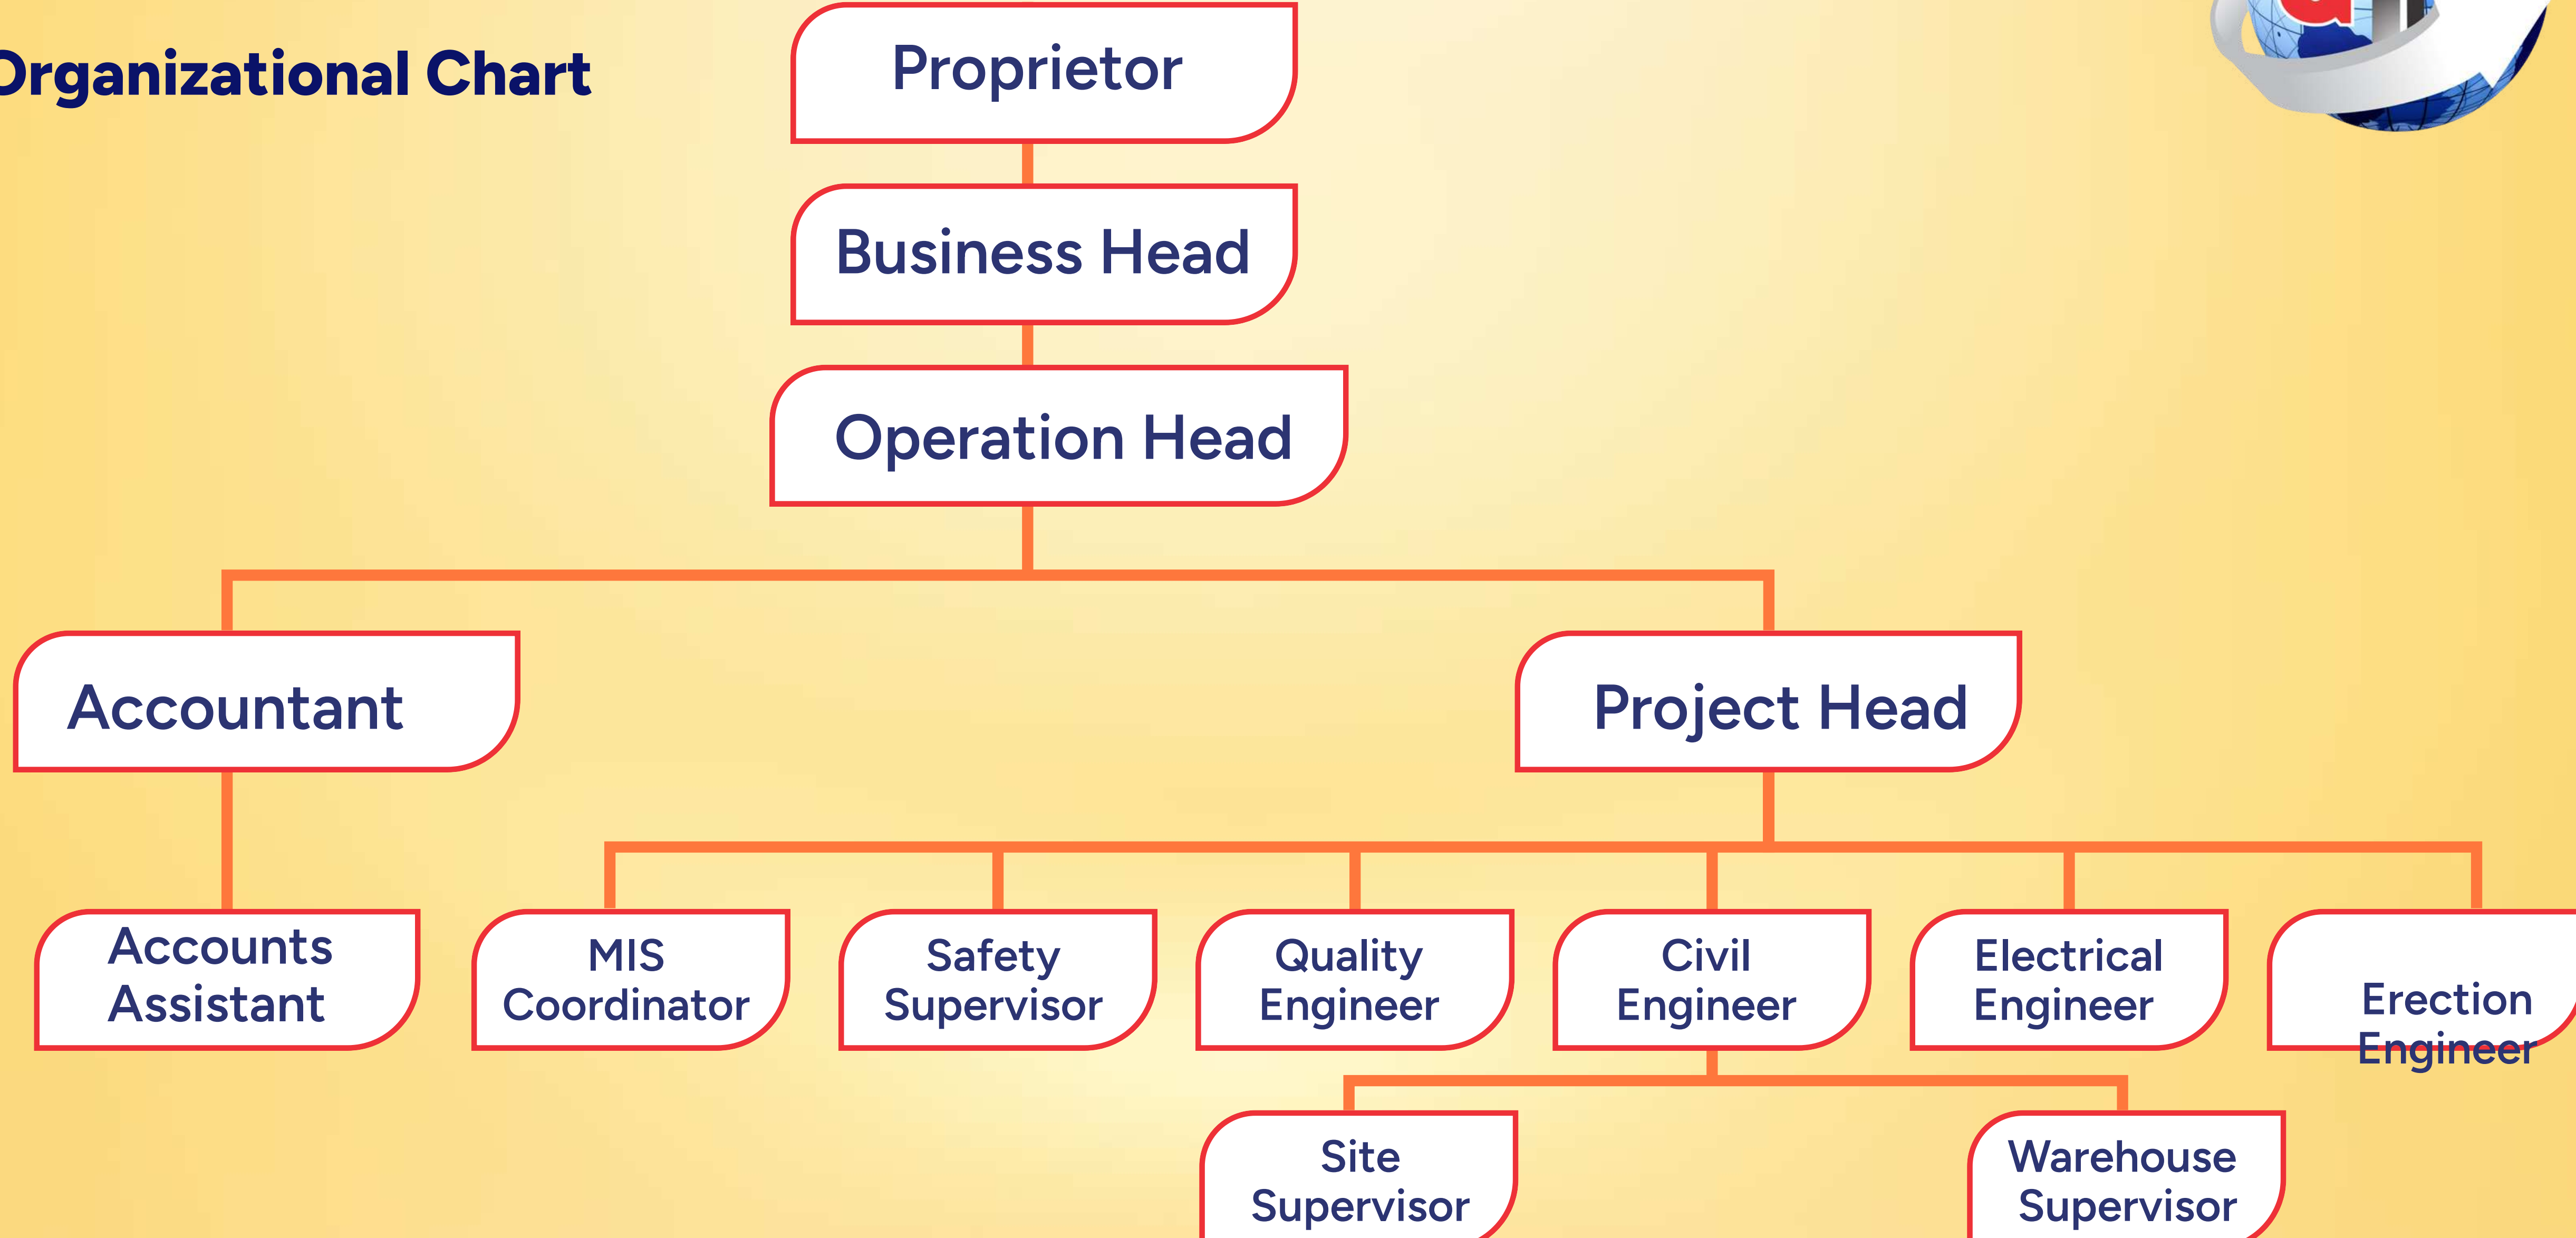 Organizational Chart
Proprietor
Business Head
Operation Head
Accountant
Project Head
Accounts
Assistant
MIS
Coordinator
Safety
Supervisor
Quality
Engineer
Civil
Engineer
Electrical
Engineer
Erection
Engineer
Site
Supervisor
Warehouse
Supervisor